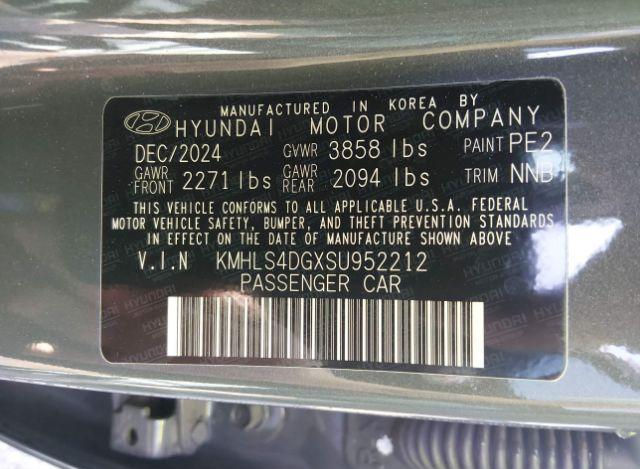 MANUFACTURED IN KOREA BY
HYUNDAI MOTOR COMPANY
DEC/2024 GVWR 3858 lbs PAINT PE2
GAWR FRONT 2271 lbs GAWR REAR 2094 lbs TRIM NNB
THIS VEHICLE CONFORMS TO ALL APPLICABLE U.S.A. FEDERAL
MOTOR VEHICLE SAFETY, BUMPER, AND THEFT PREVENTION STANDARDS
IN EFFECT ON THE DATE OF MANUFACTURE SHOWN ABOVE
V.I.N KMHLS4DGXSU952212
PASSENGER CAR